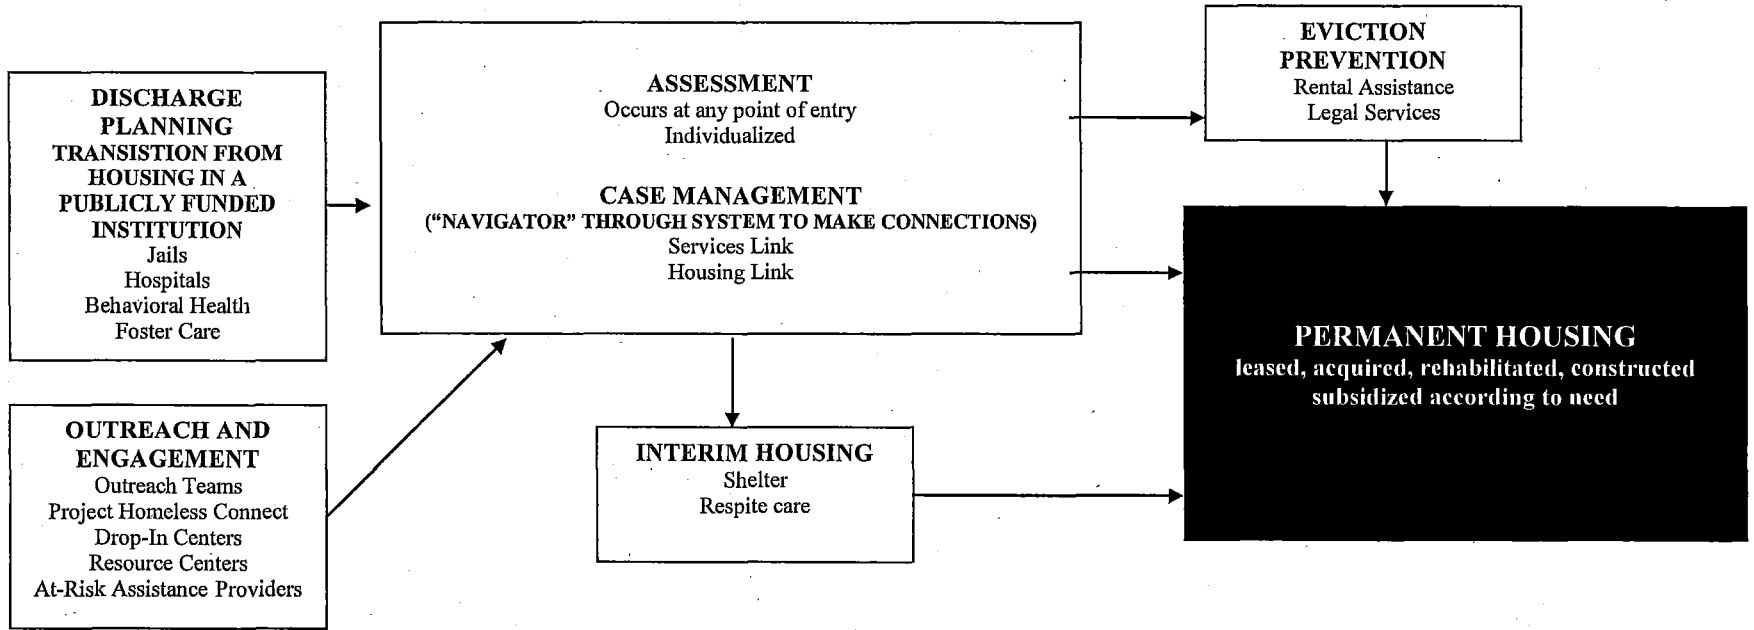 DISCHARGE
PLANNING
TRANSISTION FROM
HOUSING IN A
PUBLICLY FUNDED
INSTITUTION
Jails
Hospitals
Behavioral Health
Foster Care
OUTREACH AND
ENGAGEMENT
Outreach Teams
Project Homeless Connect
Drop-In Centers
Resource Centers
At-Risk Assistance Providers
ASSESSMENT
Occurs at any point of entry
Individualized
CASE MANAGEMENT
("NAVIGATOR" THROUGH SYSTEM TO MAKE CONNECTIONS)
Services Link
Housing Link
INTERIM HOUSING
Shelter
Respite care
EVICTION
PREVENTION
Rental Assistance
Legal Services
PERMANENT HOUSING
leased, acquired, rehabilitated, constructed
subsidized according to need